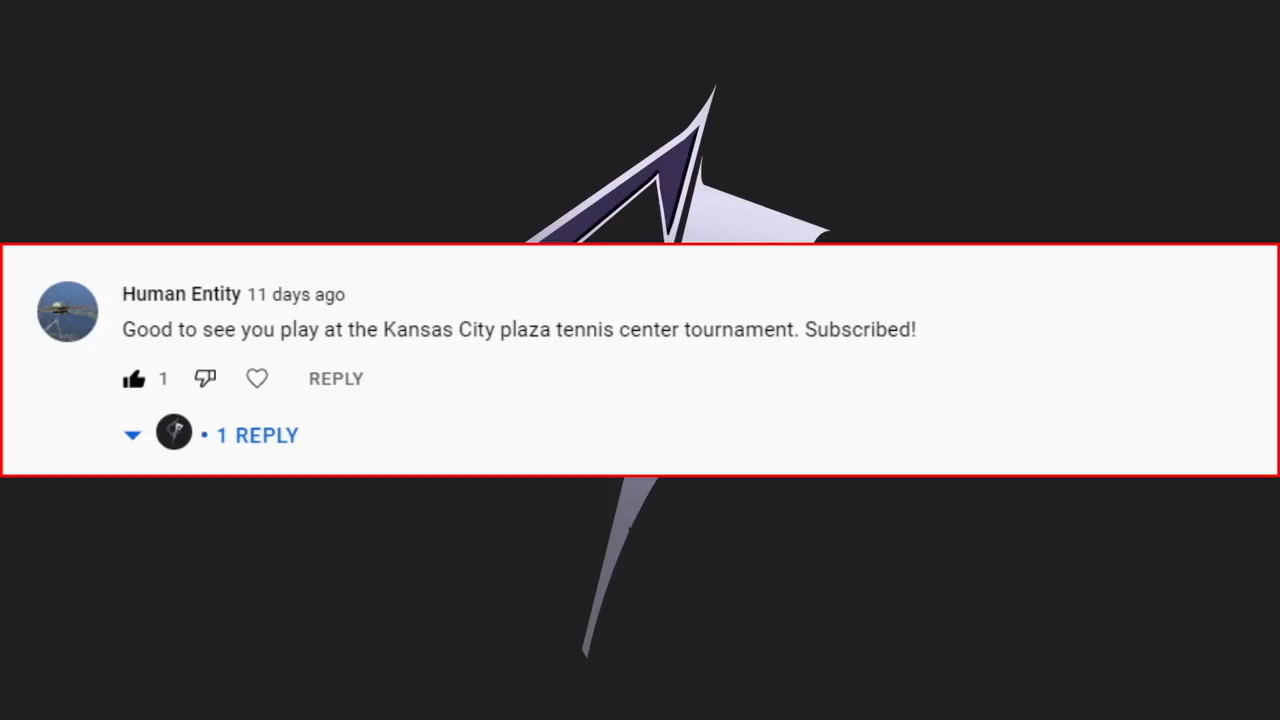 Human Entity 11 days ago
Good to see you play at the Kansas City plaza tennis center tournament. Subscribed!
1 REPLY
• 1 REPLY